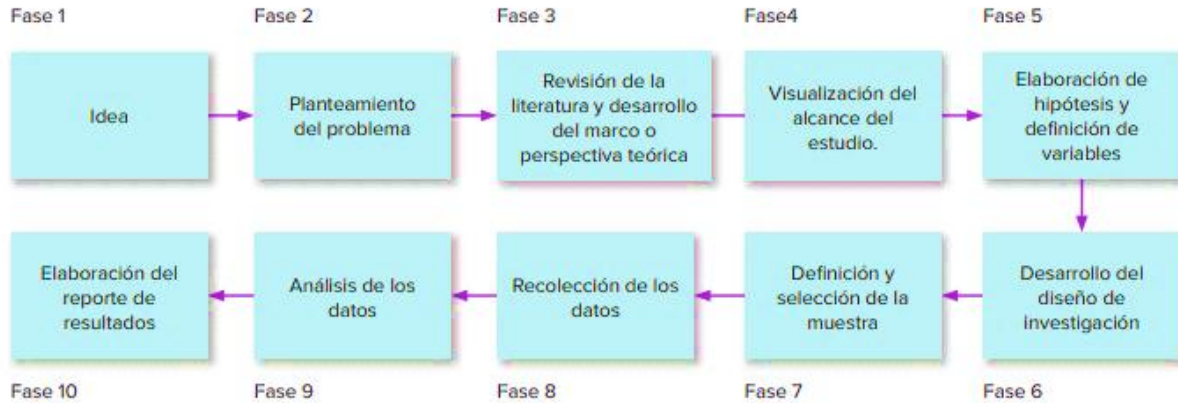 Fase 1
Fase 2
Fase 3
Fase4
Fase 5
Idea
Planteamiento
del problema
Revisión de la
literatura y desarrollo
del marco o
perspectiva teórica
Visualización del
alcance del
estudio.
Elaboración de
hipótesis y
definición de
variables
Elaboración del
reporte de
resultados
Análisis de los
datos
Recolección de los
datos
Definición y
selección de la
muestra
Desarrollo del
diseño de
investigación
Fase 10
Fase 9
Fase 8
Fase 7
Fase 6